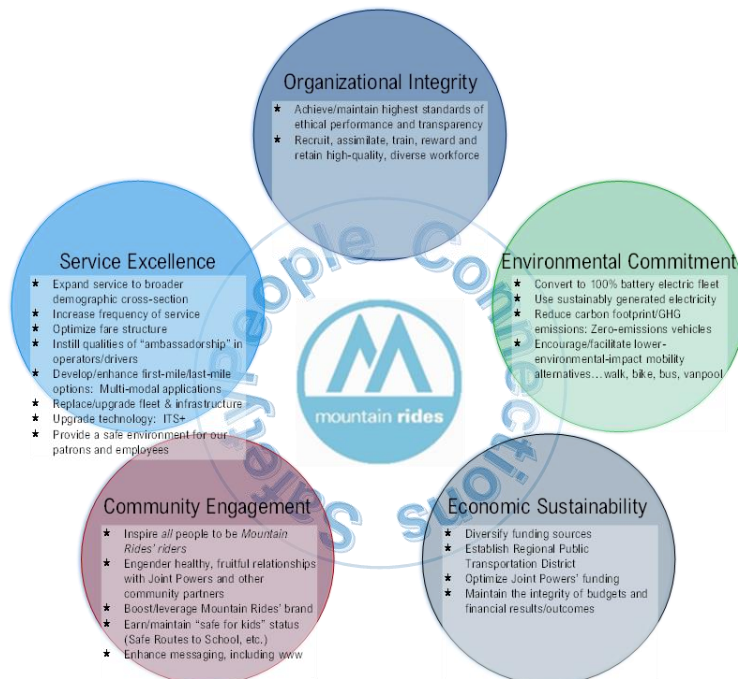 Organizational Integrity
★ Achieve/maintain highest standards of
ethical performance and transparency
★ Recruit, assimilate, train, reward and
retain high-quality, diverse workforce
Service Excellence
★ Expand service to broader
demographic cross-section
★ Increase frequency of service
★ Optimize fare structure
★ Instill qualities of “ambassadorship” in
operators/drivers
★ Develop/enhance first-mile/last-mile
options: Multi-modal applications
★ Replace/upgrade fleet & infrastructure
★ Upgrade technology: ITS+
★ Provide a safe environment for our
patrons and employees
Environmental Commitment
★ Convert to 100% battery electric fleet
★ Use sustainably generated electricity
★ Reduce carbon footprint/GHG
emissions: Zero-emissions vehicles
★ Encourage/facilitate lower-
environmental-impact mobility
alternatives…walk, bike, bus, vanpool
People Connections Safety
mountain rides
Community Engagement
★ Inspire all people to be Mountain
Rides’ riders
★ Engender healthy, fruitful relationships
with Joint Powers and other
community partners
★ Boost/leverage Mountain Rides’ brand
★ Earn/maintain “safe for kids” status
(Safe Routes to School, etc.)
★ Enhance messaging, including www
Economic Sustainability
★ Diversify funding sources
★ Establish Regional Public
Transportation District
★ Optimize Joint Powers’ funding
★ Maintain the integrity of budgets and
financial results/outcomes